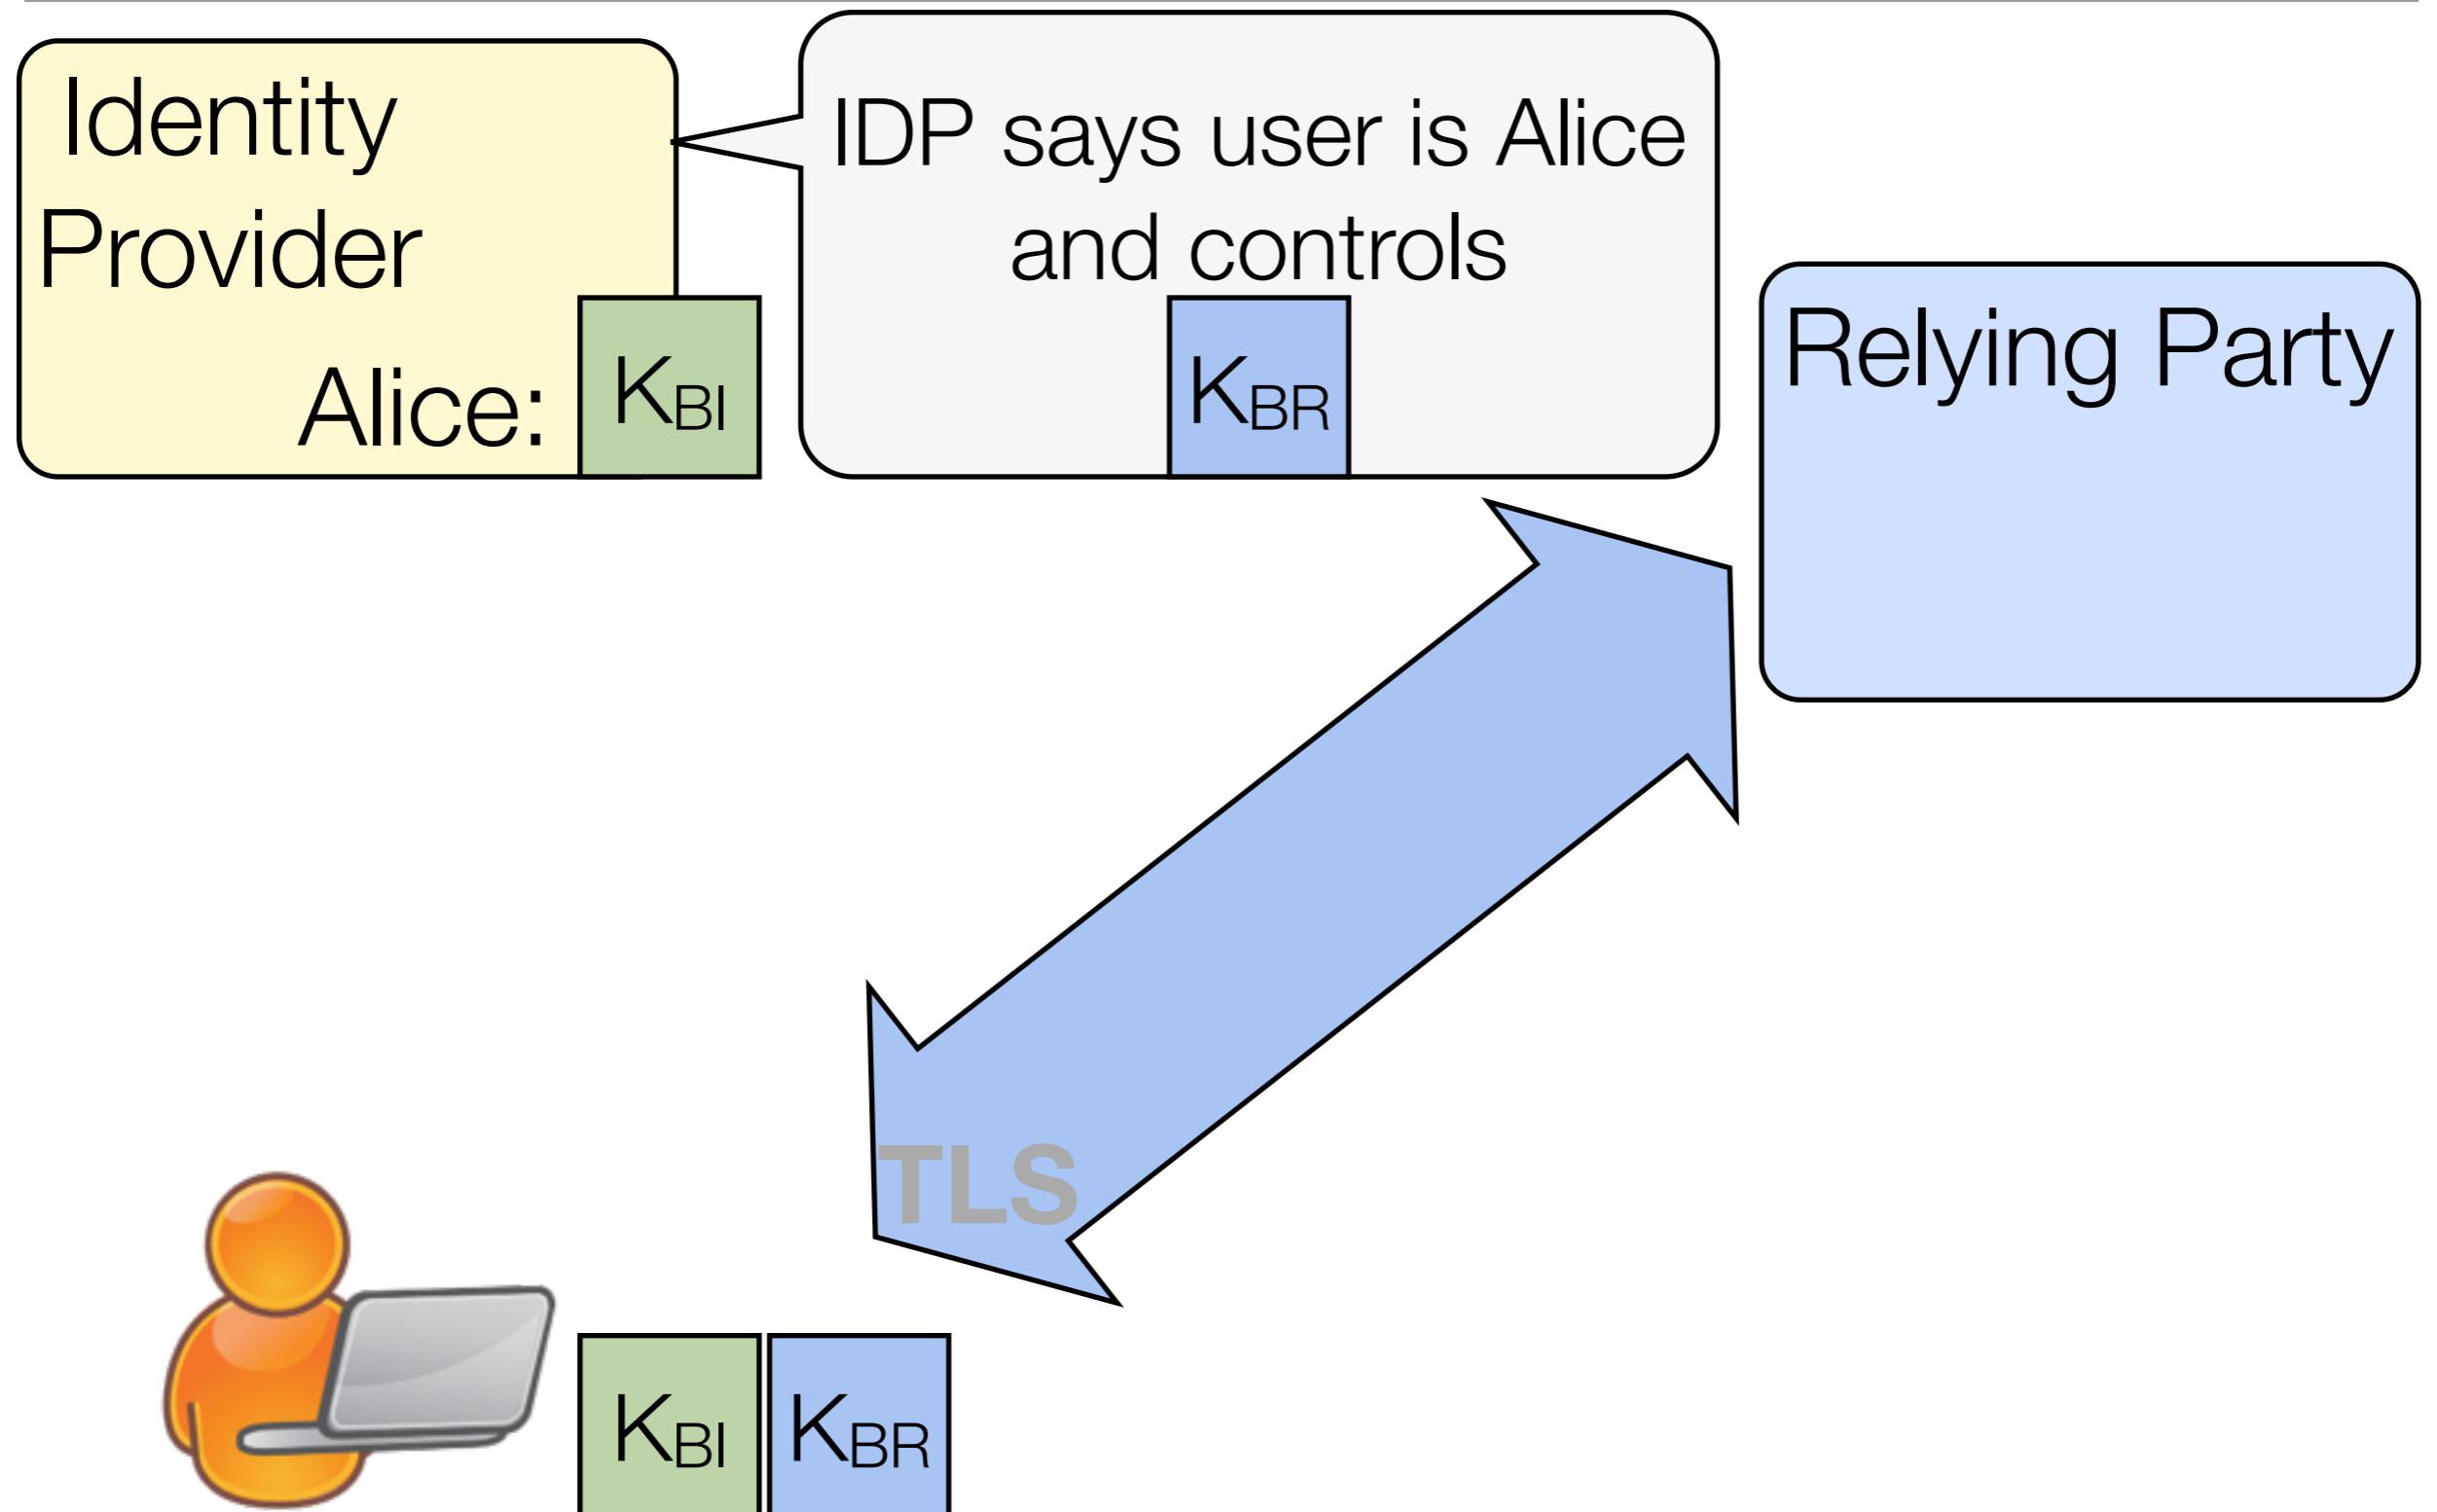 Identity
Provider
Alice:
KBI
IDP says user is Alice
and controls
KBR
Relying Party
TLS
KBI
KBR